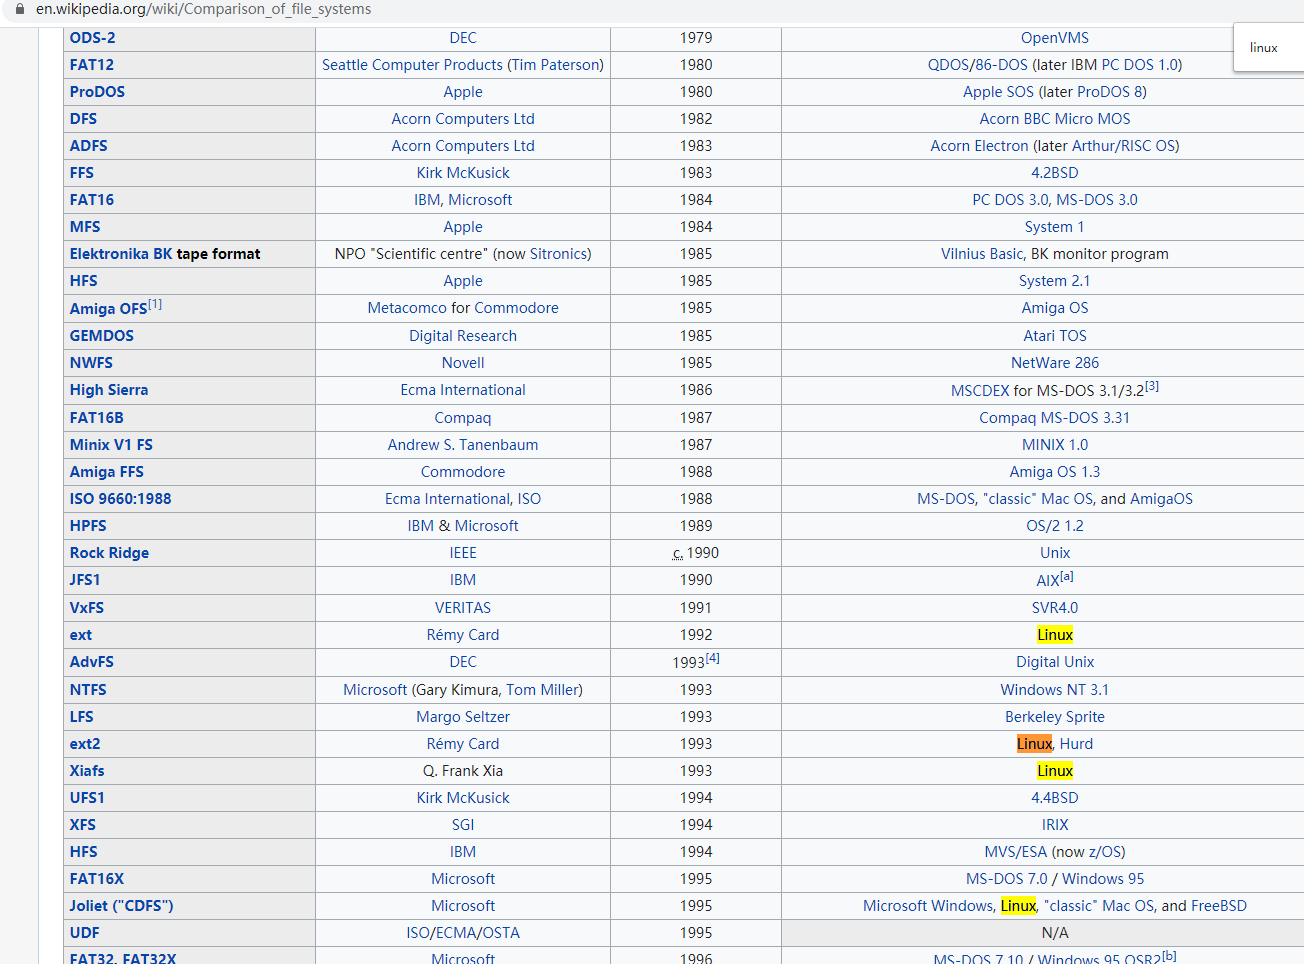 en.wikipedia.org/wiki/Comparison_of_file_systems
linux
ODS-2 DEC 1979 OpenVMS
FAT12 Seattle Computer Products (Tim Paterson) 1980 QDOS/86-DOS (later IBM PC DOS 1.0)
ProDOS Apple 1980 Apple SOS (later ProDOS 8)
DFS Acorn Computers Ltd 1982 Acorn BBC Micro MOS
ADFS Acorn Computers Ltd 1983 Acorn Electron (later Arthur/RISC OS)
FFS Kirk McKusick 1983 4.2BSD
FAT16 IBM, Microsoft 1984 PC DOS 3.0, MS-DOS 3.0
MFS Apple 1984 System 1
Elektronika BK tape format NPO "Scientific centre" (now Sitronics) 1985 Vilnius Basic, BK monitor program
HFS Apple 1985 System 2.1
Amiga OFS[1] Metacomco for Commodore 1985 Amiga OS
GEMDOS Digital Research 1985 Atari TOS
NWFS Novell 1985 NetWare 286
High Sierra Ecma International 1986 MSCDEX for MS-DOS 3.1/3.2[3]
FAT16B Compaq 1987 Compaq MS-DOS 3.31
Minix V1 FS Andrew S. Tanenbaum 1987 MINIX 1.0
Amiga FFS Commodore 1988 Amiga OS 1.3
ISO 9660:1988 Ecma International, ISO 1988 MS-DOS, "classic" Mac OS, and AmigaOS
HPFS IBM & Microsoft 1989 OS/2 1.2
Rock Ridge IEEE c. 1990 Unix
JFS1 IBM 1990 AIX[a]
VxFS VERITAS 1991 SVR4.0
ext Rémy Card 1992 Linux
AdvFS DEC 1993[4] Digital Unix
NTFS Microsoft (Gary Kimura, Tom Miller) 1993 Windows NT 3.1
LFS Margo Seltzer 1993 Berkeley Sprite
ext2 Rémy Card 1993 Linux, Hurd
Xiafs Q. Frank Xia 1993 Linux
UFS1 Kirk McKusick 1994 4.4BSD
XFS SGI 1994 IRIX
HFS IBM 1994 MVS/ESA (now z/OS)
FAT16X Microsoft 1995 MS-DOS 7.0 / Windows 95
Joliet ("CDFS") Microsoft 1995 Microsoft Windows, Linux, "classic" Mac OS, and FreeBSD
UDF ISO/ECMA/OSTA 1995 N/A
FAT32, FAT32X Microsoft 1996 MS-DOS 7.10 / Windows 95 OSR2[b]